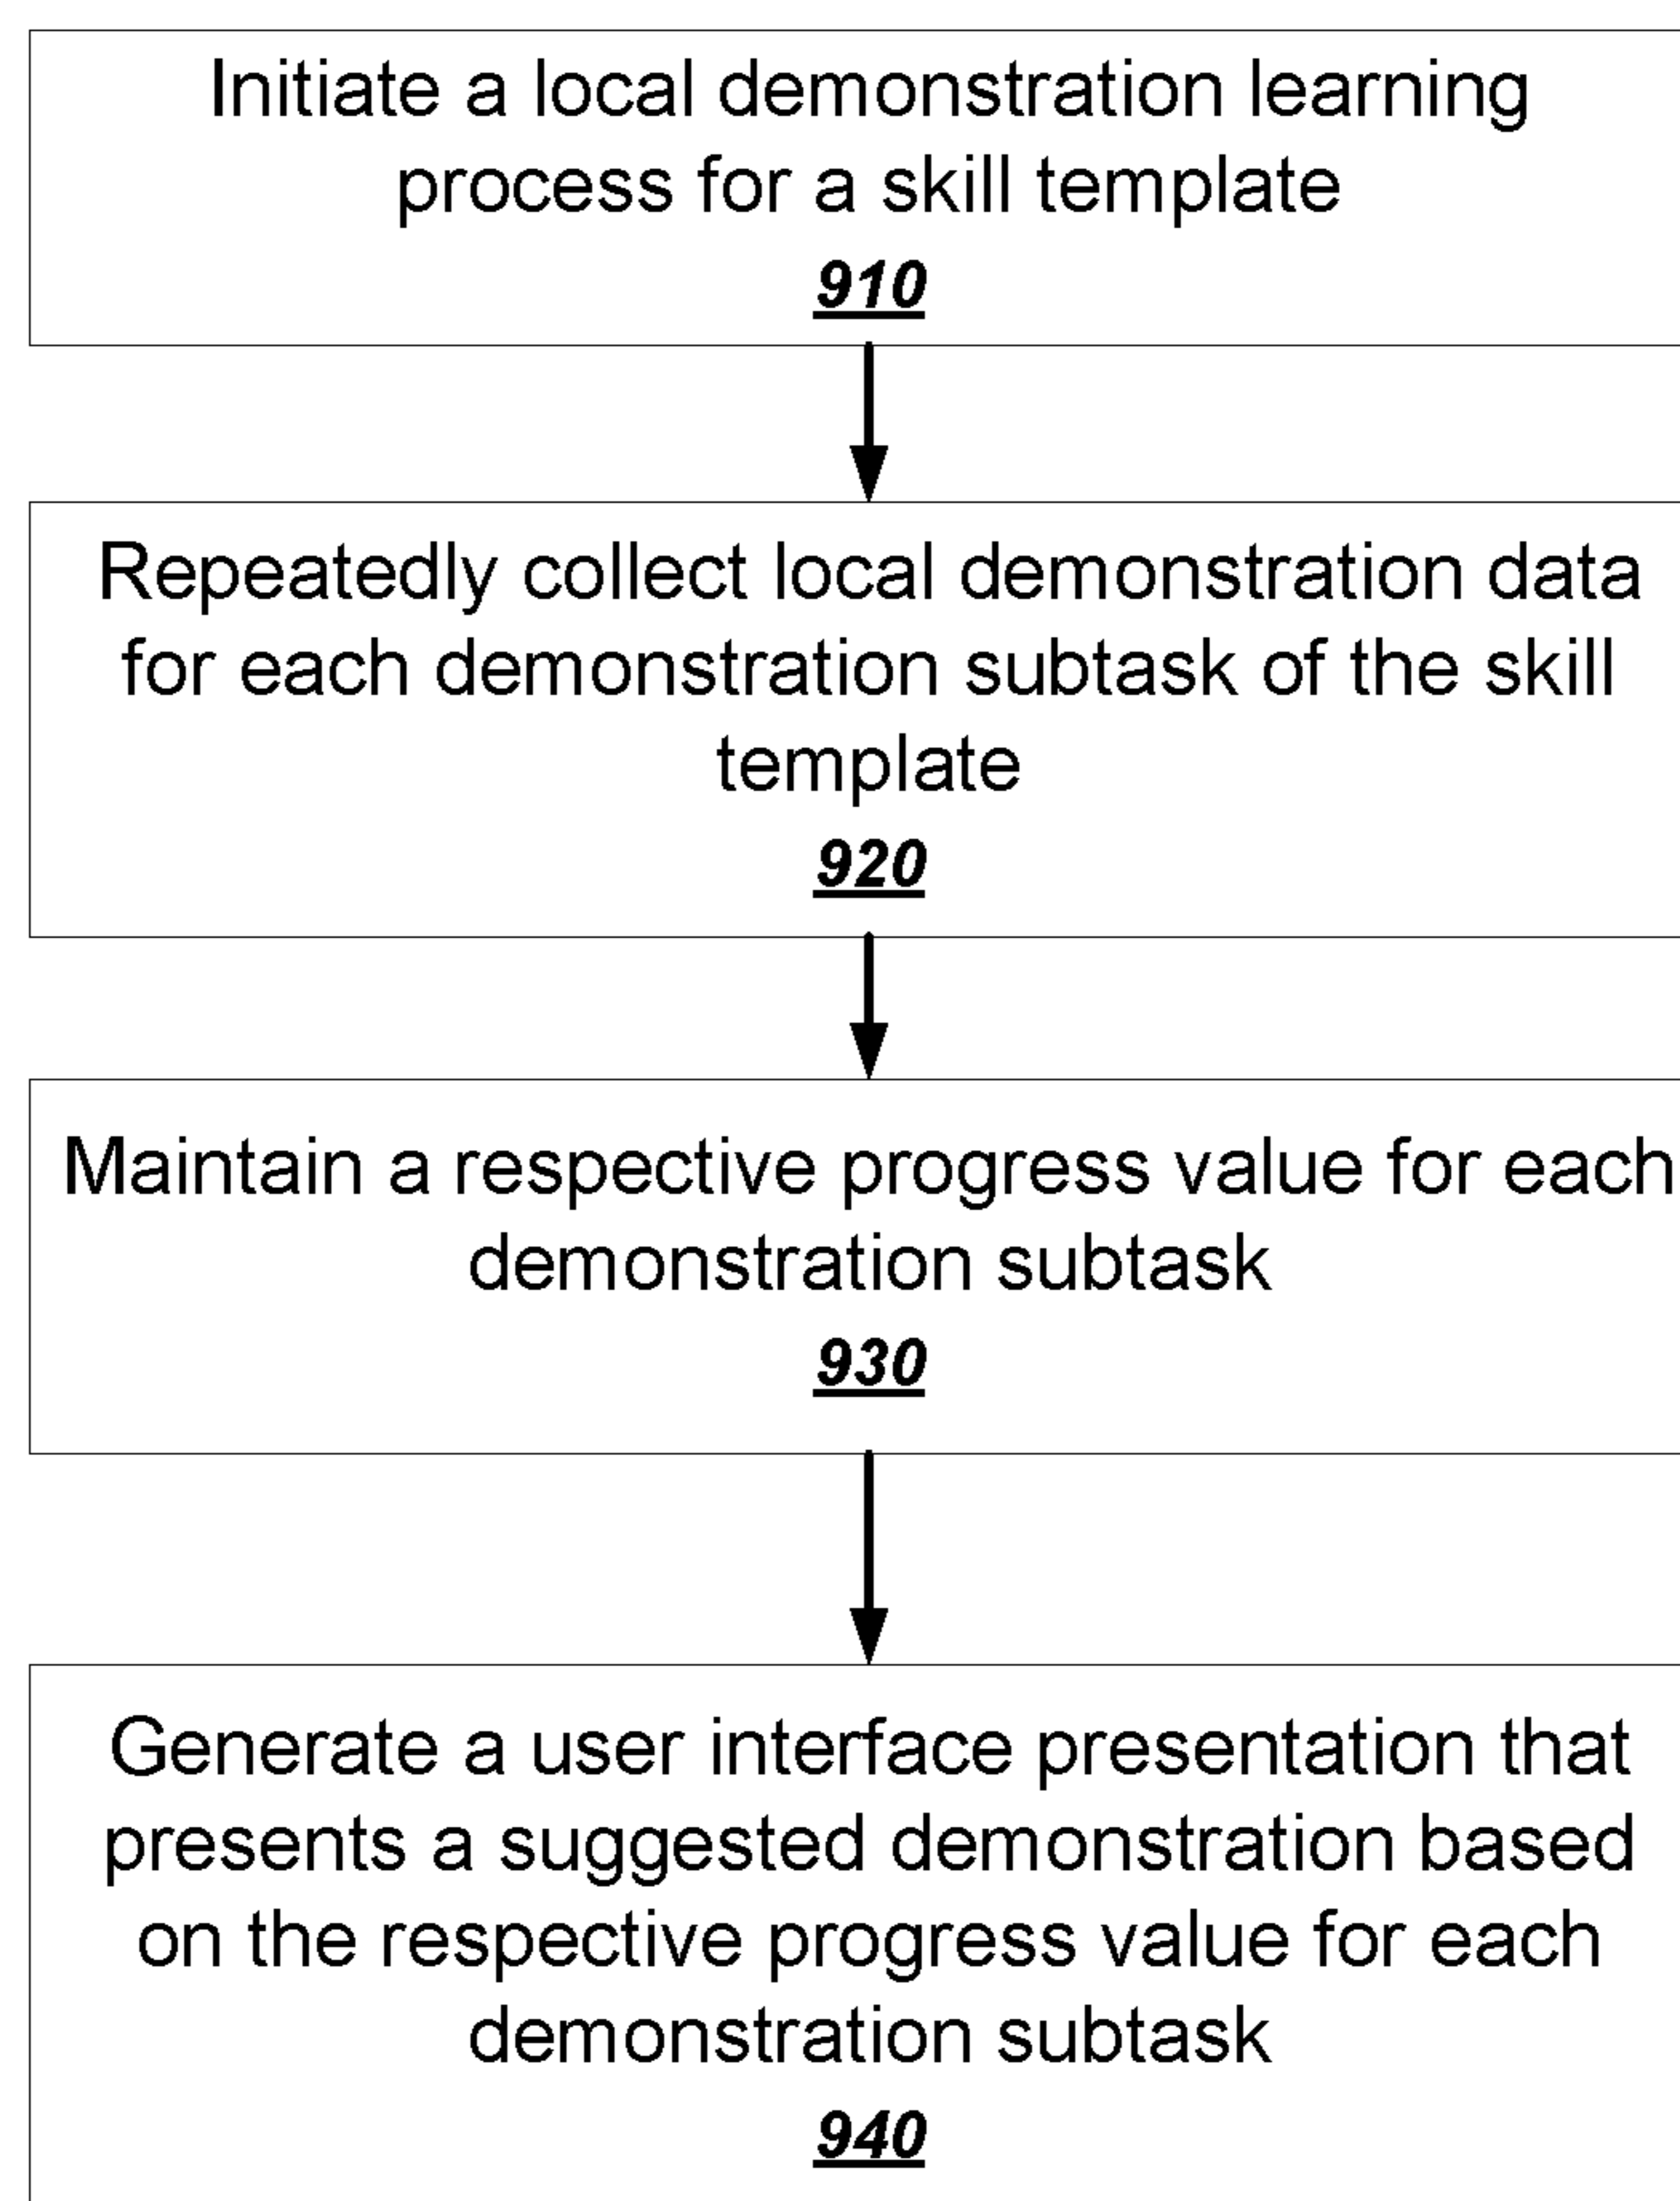 Initiate a local demonstration learning
process for a skill template
910
Repeatedly collect local demonstration data
for each demonstration subtask of the skill
template
920
Maintain a respective progress value for each
demonstration subtask
930
Generate a user interface presentation that
presents a suggested demonstration based
on the respective progress value for each
demonstration subtask
940